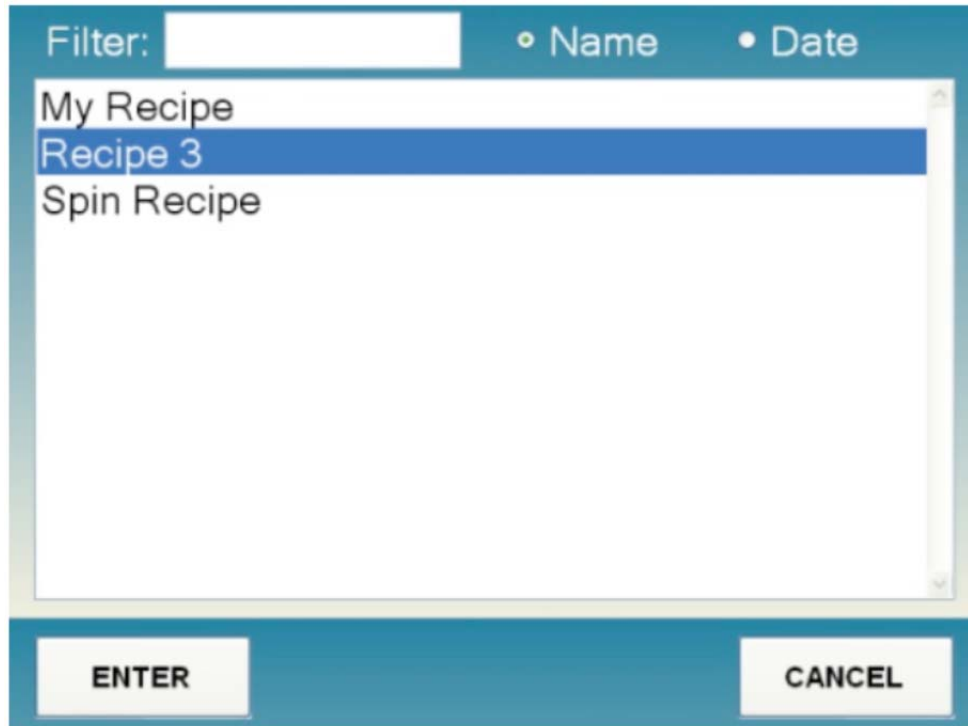 Filter: Name Date
My Recipe
Recipe 3
Spin Recipe
ENTER CANCEL